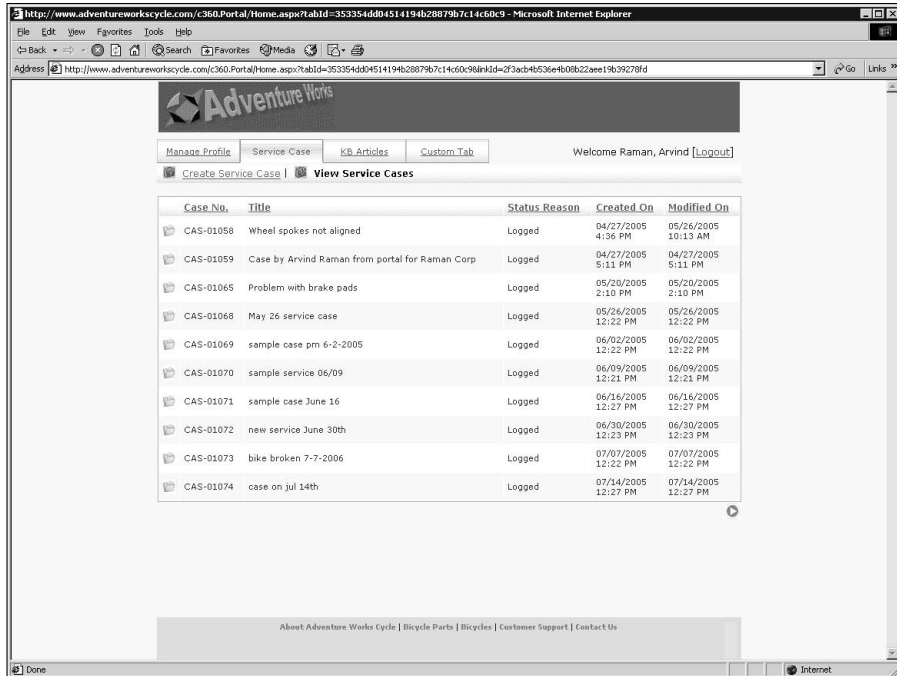 http://www.adventureworkscycle.com/c360.Portal/Home.aspx?tabId=353354dd04514194b28879b7c14c60c9 - Microsoft Internet Explorer
File Edit View Favorites Tools Help
Back Search Favorites Media
Address http://www.adventureworkscycle.com/c360.Portal/Home.aspx?tabId=353354dd04514194b28879b7c14c60c9&linkId=2f3acb4b536e4b08b22aee19b39278fd Go Links »
Adventure Works
Manage Profile Service Case KB Articles Custom Tab Welcome Raman, Arvind [Logout]
Create Service Case | View Service Cases
Case No. Title Status Reason Created On Modified On
CAS-01058 Wheel spokes not aligned Logged 04/27/2005 4:36 PM 05/26/2005 10:13 AM
CAS-01059 Case by Arvind Raman from portal for Raman Corp Logged 04/27/2005 5:11 PM 04/27/2005 5:11 PM
CAS-01065 Problem with brake pads Logged 05/20/2005 2:10 PM 05/20/2005 2:10 PM
CAS-01068 May 26 service case Logged 05/26/2005 12:22 PM 05/26/2005 12:22 PM
CAS-01069 sample case pm 6-2-2005 Logged 06/02/2005 12:22 PM 06/02/2005 12:22 PM
CAS-01070 sample service 06/09 Logged 06/09/2005 12:21 PM 06/09/2005 12:21 PM
CAS-01071 sample case June 16 Logged 06/16/2005 12:27 PM 06/16/2005 12:27 PM
CAS-01072 new service June 30th Logged 06/30/2005 12:23 PM 06/30/2005 12:23 PM
CAS-01073 bike broken 7-7-2006 Logged 07/07/2005 12:22 PM 07/07/2005 12:22 PM
CAS-01074 case on jul 14th Logged 07/14/2005 12:27 PM 07/14/2005 12:27 PM
About Adventure Works Cycle | Bicycle Parts | Bicycles | Customer Support | Contact Us
Done Internet